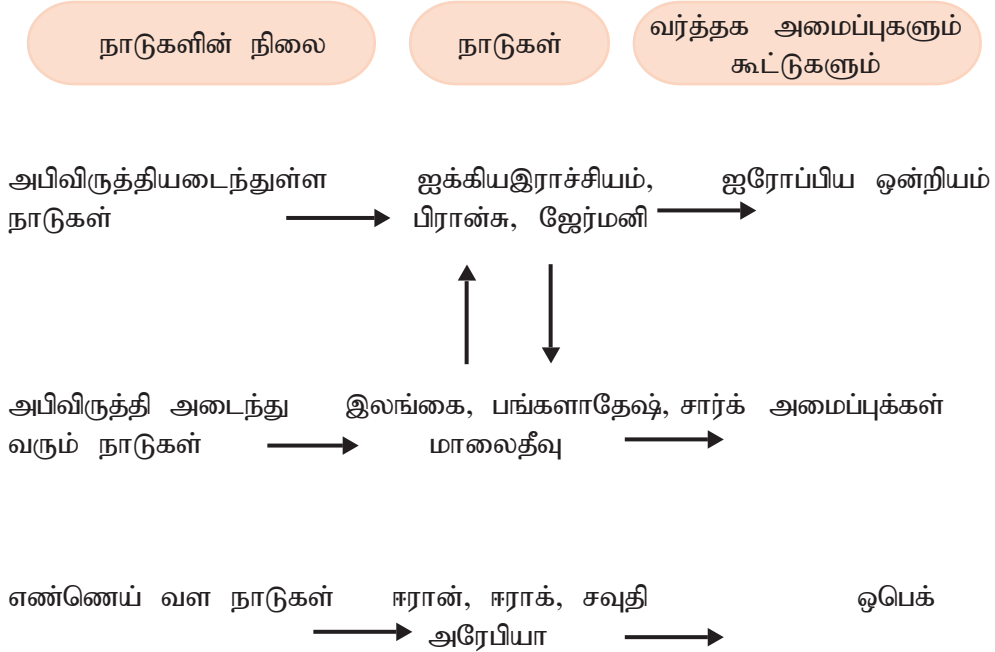 நாடுகளின் நிலை
நாடுகள்
வர்த்தக அமைப்புகளும்
கூட்டுகளும்
அபிவிருத்தியடைந்துள்ள
நாடுகள்
ஐக்கியஇராச்சியம்,
பிரான்சு, ஜேர்மனி
ஐரோப்பிய ஒன்றியம்
அபிவிருத்தி அடைந்து
வரும் நாடுகள்
இலங்கை, பங்களாதேஷ்,
மாலைதீவு
சார்க் அமைப்புக்கள்
எண்ணெய் வள நாடுகள்
ஈரான், ஈராக், சவுதி
அரேபியா
ஒபெக்